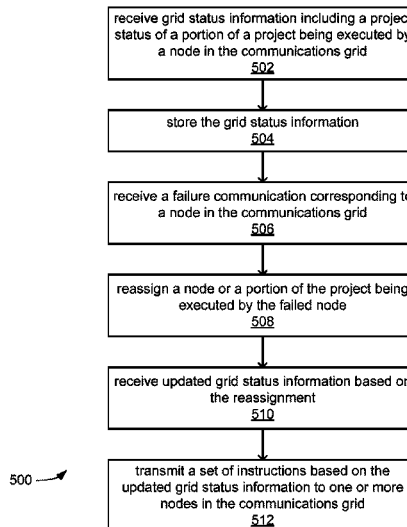 receive grid status information including a project
status of a portion of a project being executed by
a node in the communications grid
502
store the grid status information
504
receive a failure communication corresponding to
a node in the communications grid
506
reassign a node or a portion of the project being
executed by the failed node
508
receive updated grid status information based on
the reassignment
510
500
transmit a set of instructions based on the
updated grid status information to one or more
nodes in the communications grid
512